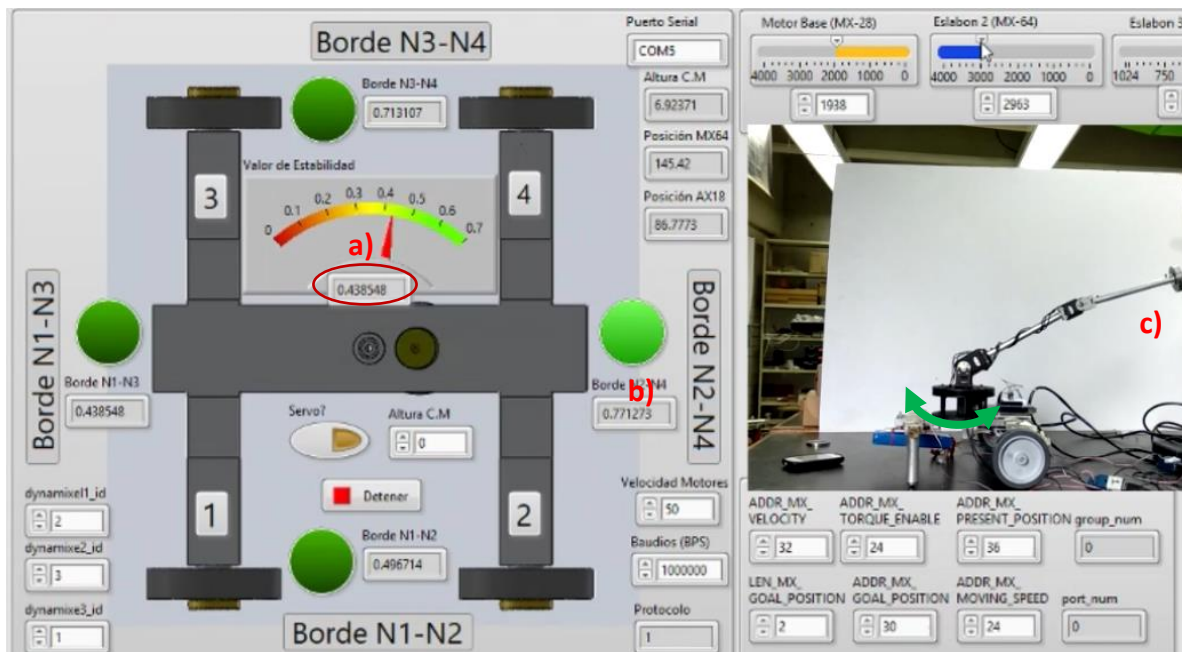 Borde N3-N4
Borde N3-N4
0.713107
Puerto Serial
COM5
Altura C.M
6.92371
Posición MX64
145.42
Posición AX18
86.7773
3
4
Valor de Estabilidad
0 0.1 0.2 0.3 0.4 0.5 0.6 0.7
a)
0.438548
Borde N1-N3
Borde N1-N3
0.438548
Borde N2-N4
b)
0.771273
Borde N2-N4
Servo?
Altura C.M
0
Detener
1
2
dynamixel1_id
2
dynamixe2_id
3
dynamixe3_id
1
Borde N1-N2
0.496714
Borde N1-N2
Velocidad Motores
50
Baudios (BPS)
1000000
Protocolo
1
Motor Base (MX-28)
4000 3000 2000 1000 0
1938
Eslabon 2 (MX-64)
4000 3000 2000 1000 0
2963
Eslabon 3
1024 750
c)
ADDR_MX_
VELOCITY
32
ADDR_MX_
TORQUE_ENABLE
24
ADDR_MX_
PRESENT_POSITION
36
group_num
0
LEN_MX_
GOAL_POSITION
2
ADDR_MX_
GOAL_POSITION
30
ADDR_MX_
MOVING_SPEED
24
port_num
0